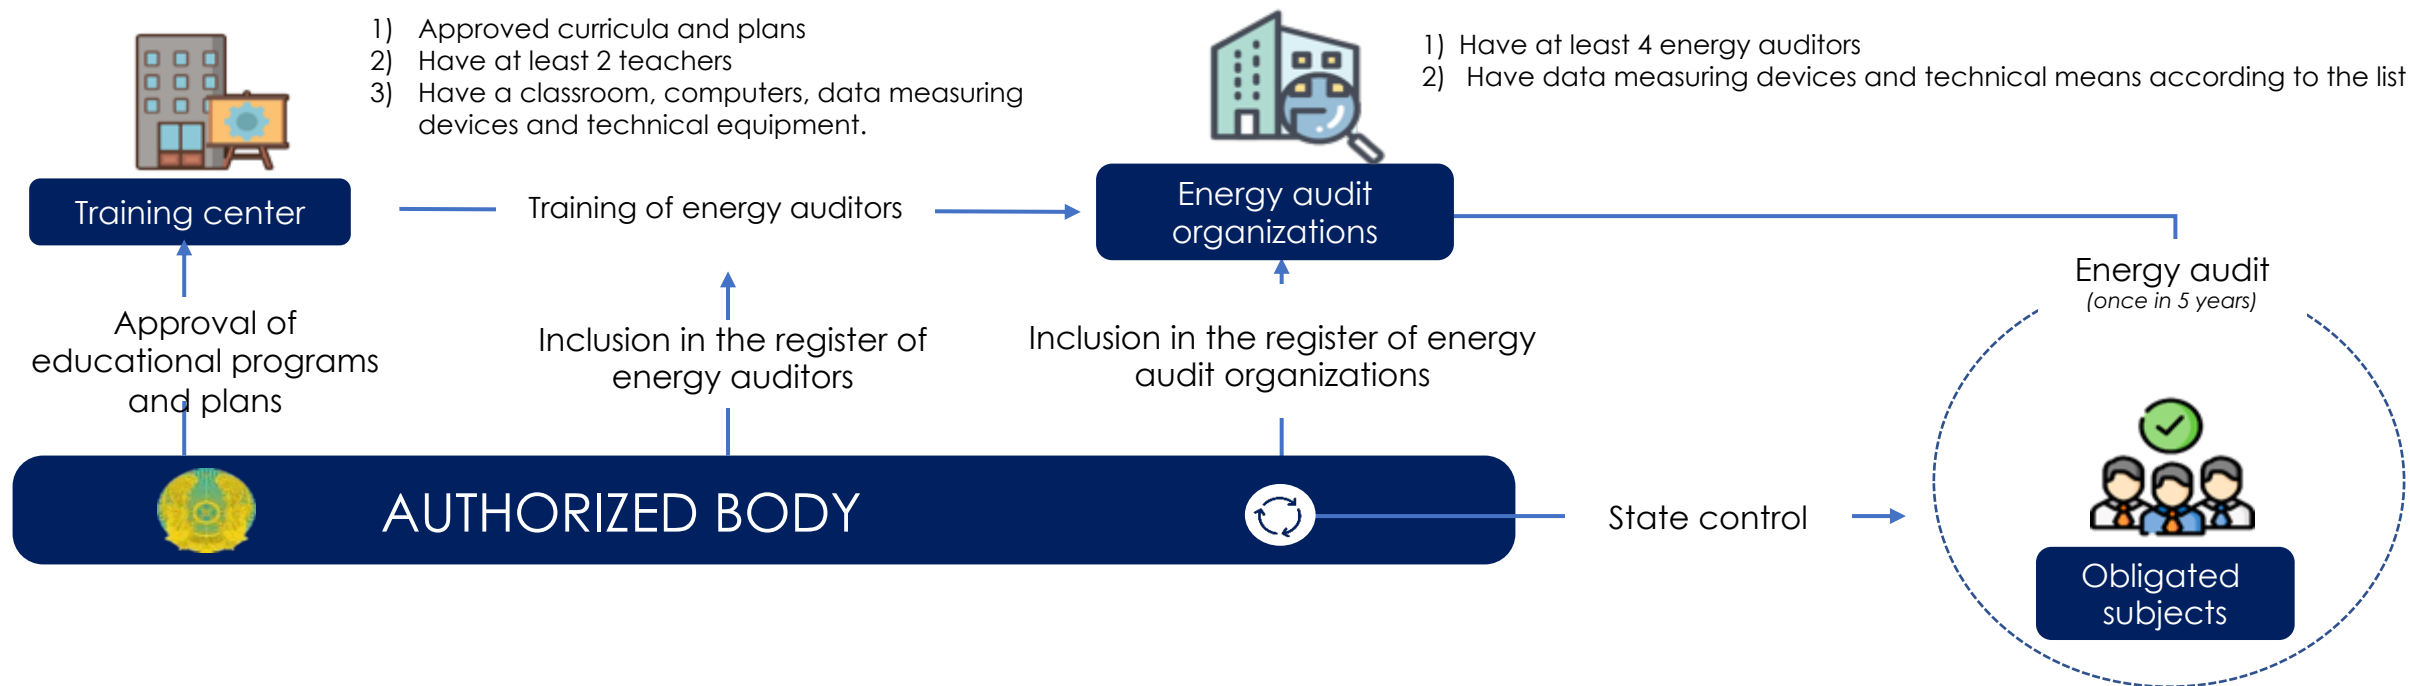 1) Approved curricula and plans
2) Have at least 2 teachers
3) Have a classroom, computers, data measuring
devices and technical equipment.
1) Have at least 4 energy auditors
2) Have data measuring devices and technical means according to the list
Training center
Training of energy auditors
Energy audit
organizations
Energy audit
(once in 5 years)
Approval of
educational programs
and plans
Inclusion in the register of
energy auditors
Inclusion in the register of energy
audit organizations
AUTHORIZED BODY
State control
Obligated
subjects